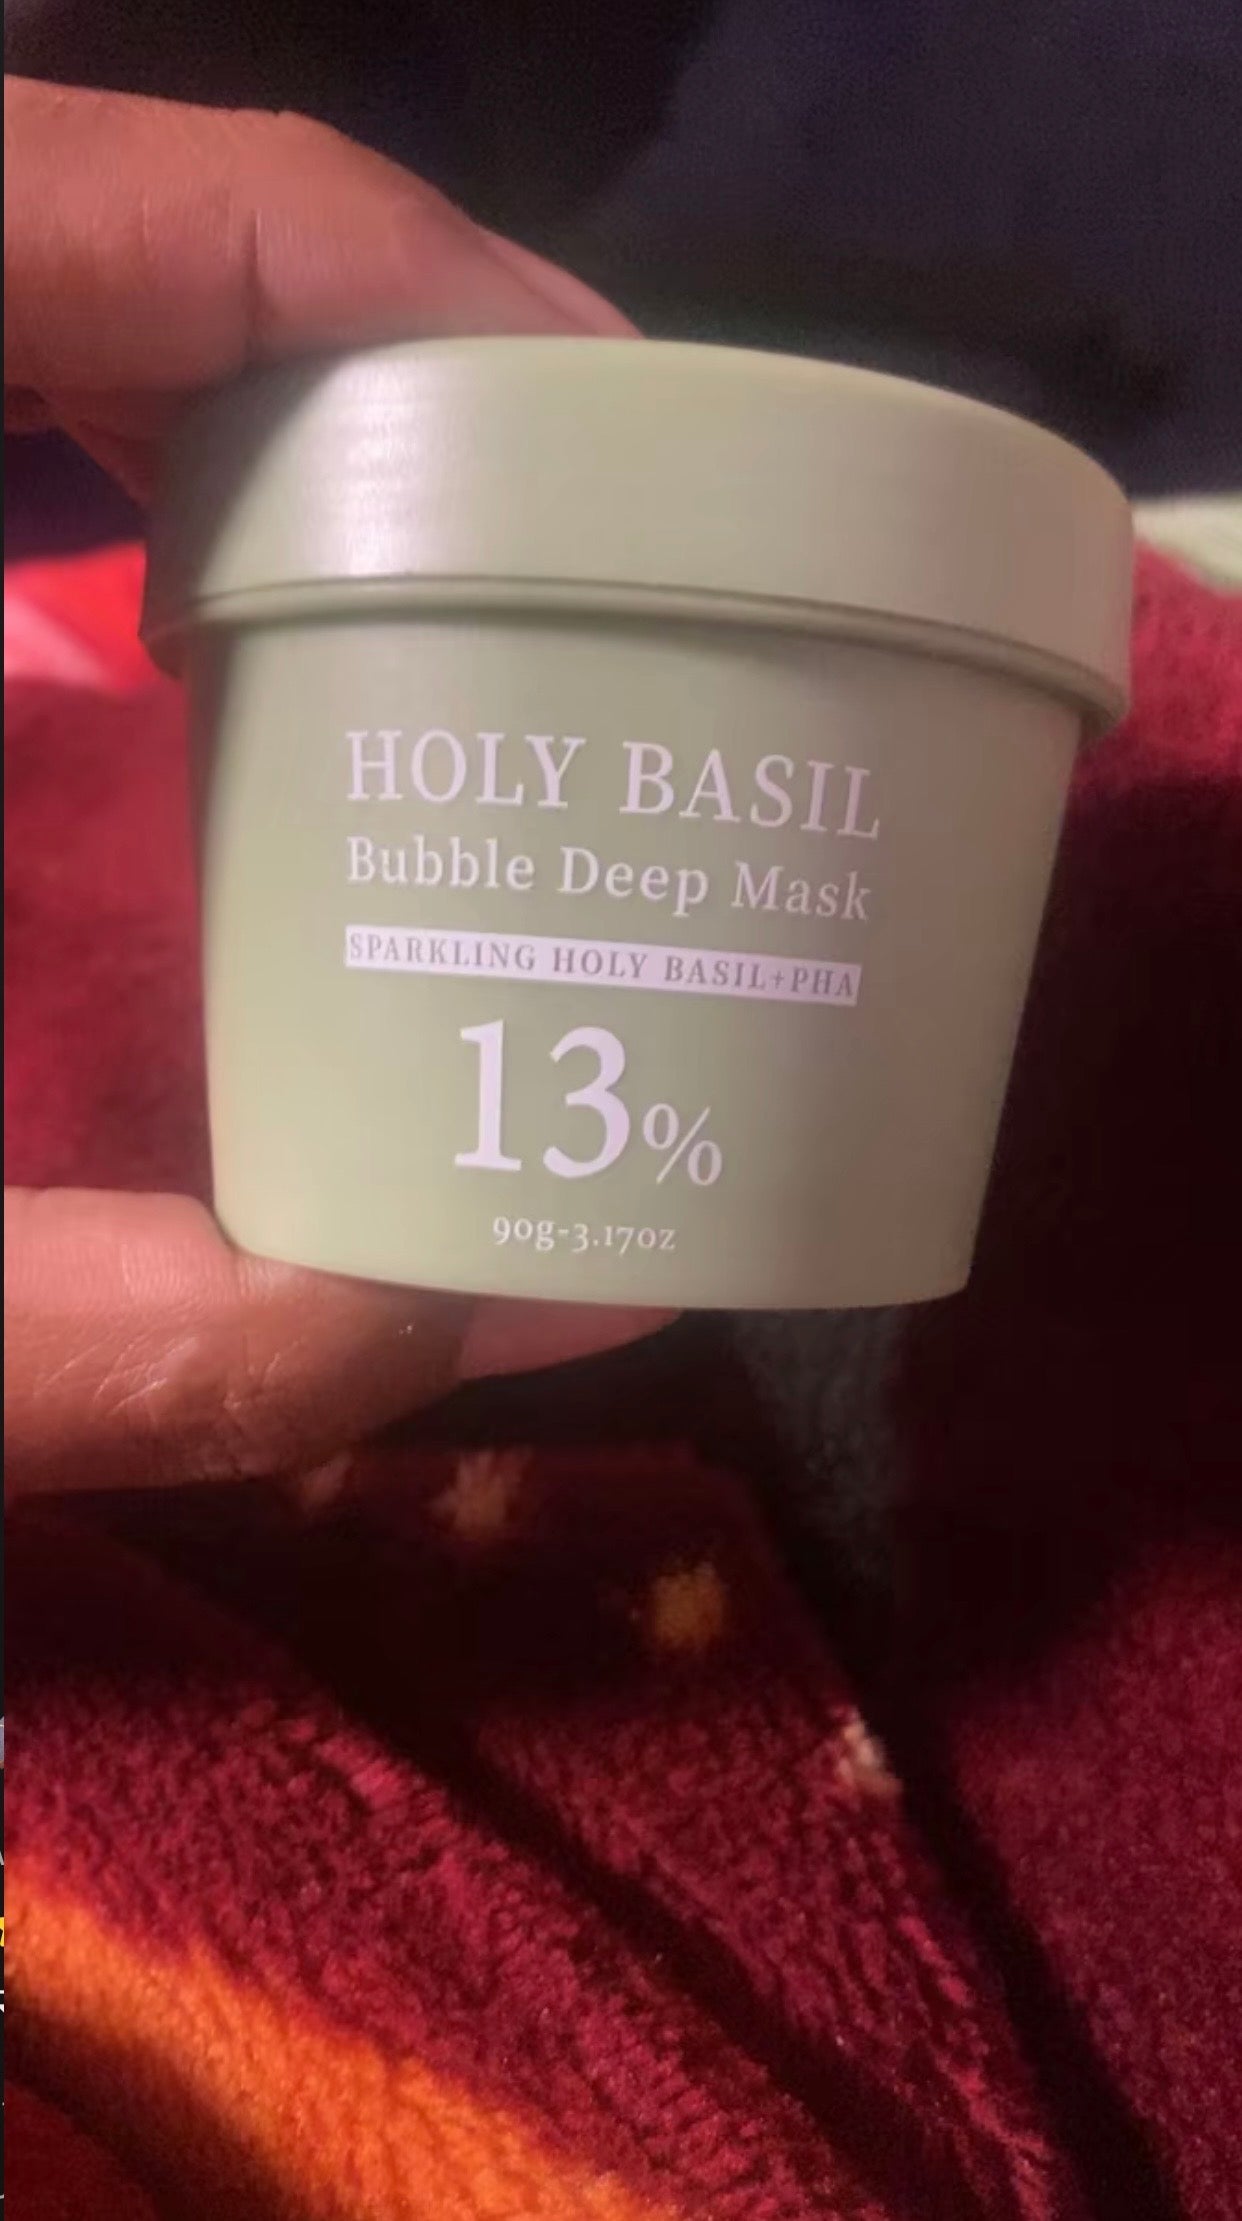 HOLY BASIL
Bubble Deep Mask
SPARKLING HOLY BASIL+PHA
13%
90g-3.17oz